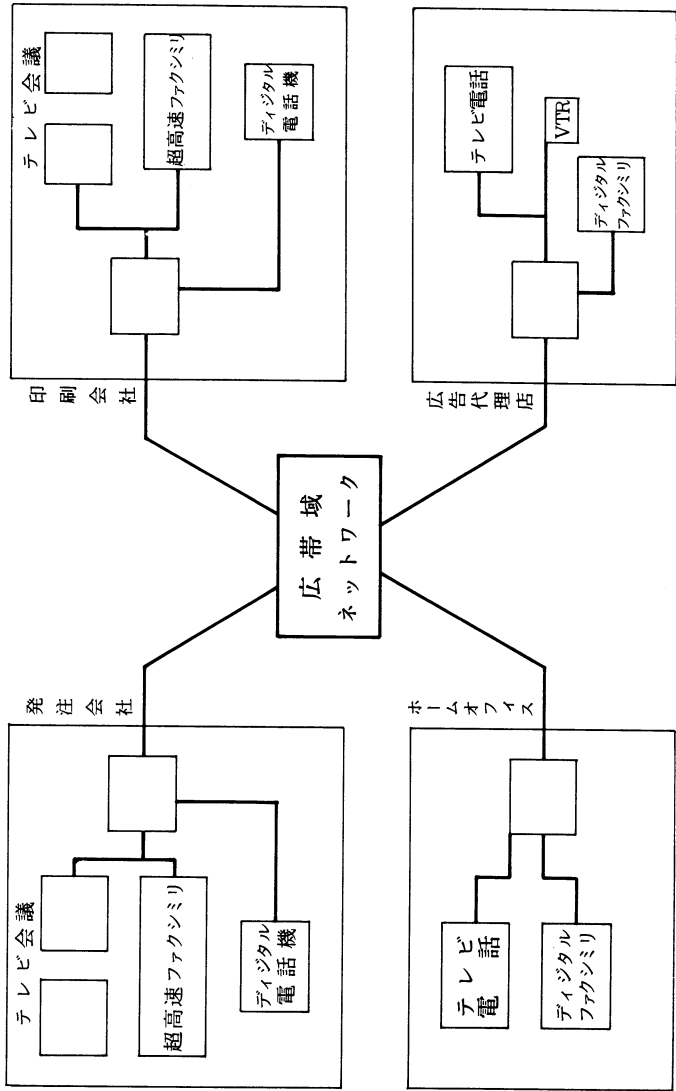 発注会社
テレビ会議
超高速ファクシミリ
ディジタル
電話機
印刷会社
テレビ会議
超高速ファクシミリ
ディジタル
電話機
広帯域
ネットワーク
ホームオフィス
テレビ
電話
ディジタル
ファクシミリ
広告代理店
テレビ電話
VTR
ディジタル
ファクシミリ